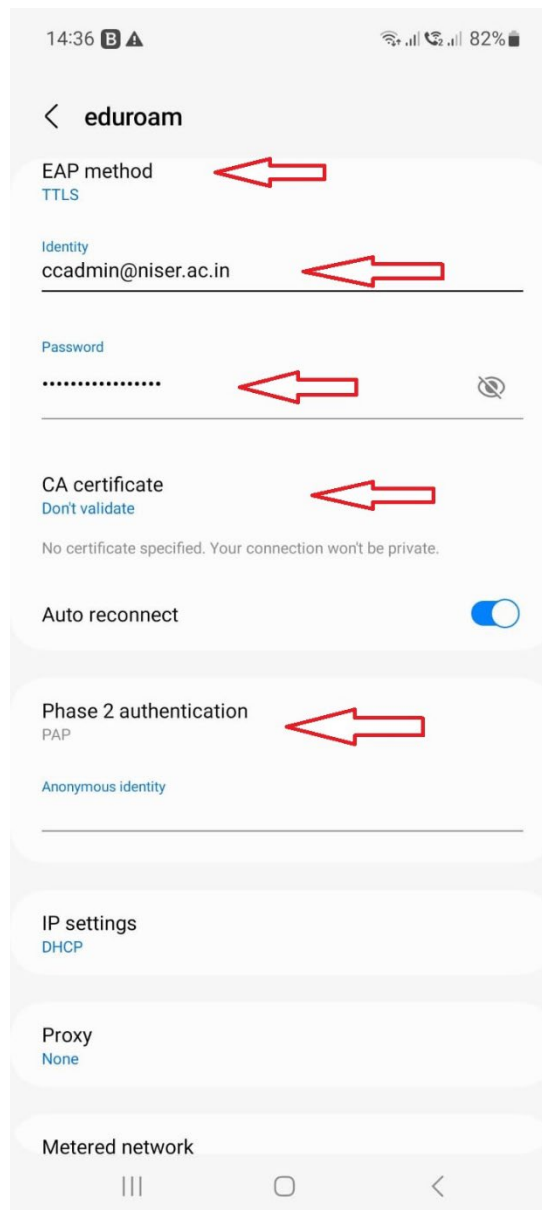 14:36 B 82%
eduroam
EAP method
TTLS
Identity
ccadmin@niser.ac.in
Password
•••••••••••••••••
CA certificate
Don't validate
No certificate specified. Your connection won't be private.
Auto reconnect
Phase 2 authentication
PAP
Anonymous identity
IP settings
DHCP
Proxy
None
Metered network